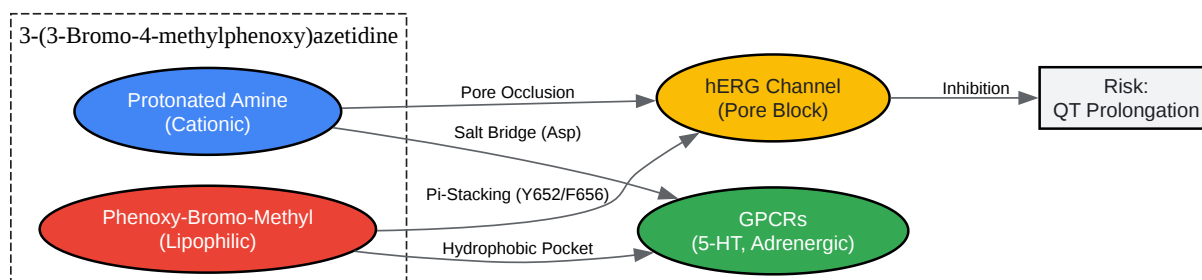 3-(3-Bromo-4-methylphenoxy)azetidine
Protonated Amine
(Cationic)
Pore Occlusion
hERG Channel
(Pore Block)
Inhibition
Risk:
QT Prolongation
Salt Bridge (Asp)
Phenoxy-Bromo-Methyl
(Lipophilic)
Pi-Stacking (Y652/F656)
Hydrophobic Pocket
GPCRs
(5-HT, Adrenergic)